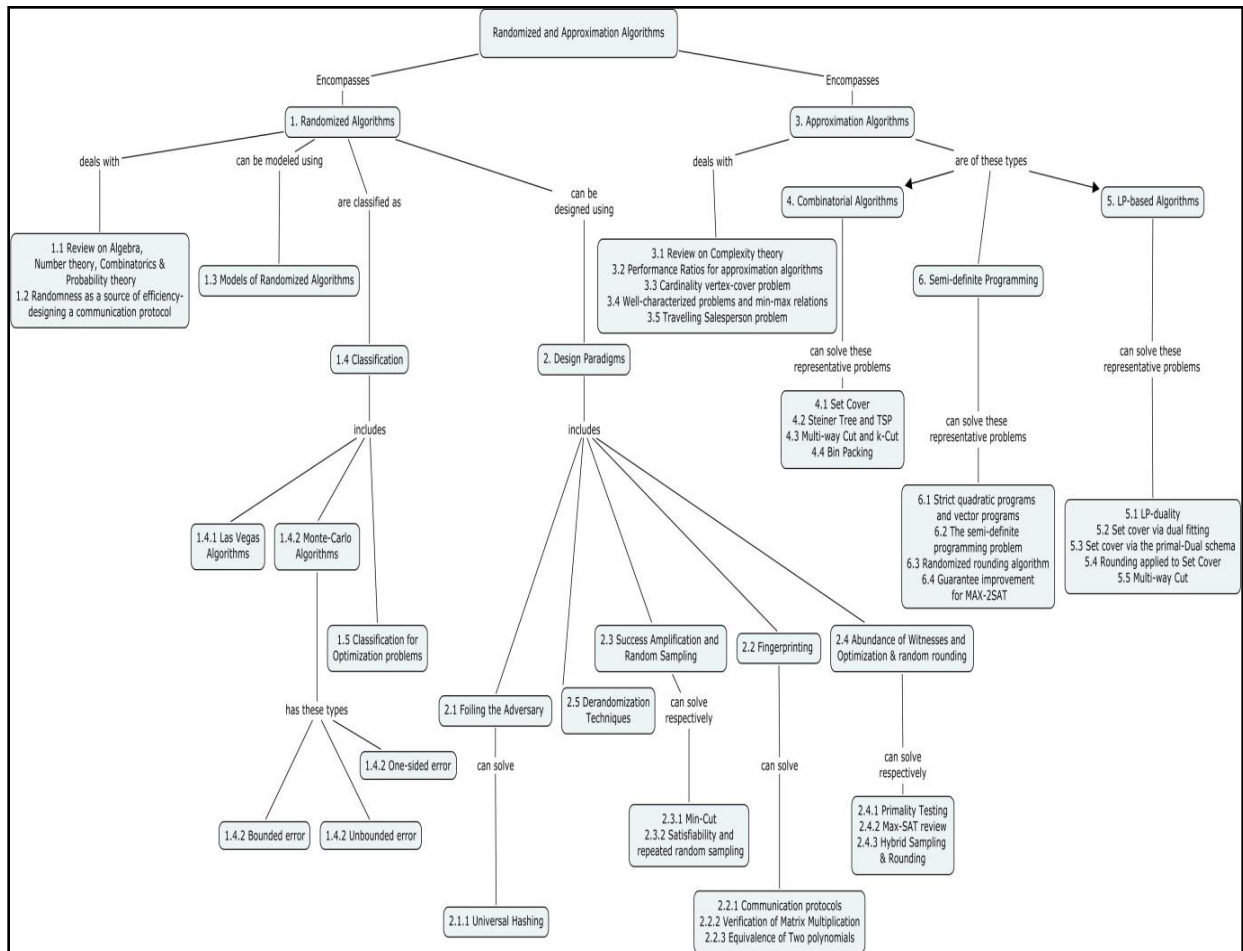 Randomized and Approximation Algorithms
Encompasses
Encompasses
1. Randomized Algorithms
3. Approximation Algorithms
deals with
can be modeled using
are classified as
can be
designed using
deals with
are of these types
1.1 Review on Algebra,
Number theory, Combinatorics &
Probability theory
1.2 Randomness as a source of efficiency-
designing a communication protocol
1.3 Models of Randomized Algorithms
3.1 Review on Complexity theory
3.2 Performance Ratios for approximation algorithms
3.3 Cardinality vertex-cover problem
3.4 Well-characterized problems and min-max relations
3.5 Travelling Salesperson problem
4. Combinatorial Algorithms
5. LP-based Algorithms
6. Semi-definite Programming
1.4 Classification
2. Design Paradigms
can solve these
representative problems
can solve these
representative problems
can solve these
representative problems
4.1 Set Cover
4.2 Steiner Tree and TSP
4.3 Multi-way Cut and k-Cut
4.4 Bin Packing
includes
includes
6.1 Strict quadratic programs
and vector programs
6.2 The semi-definite
programming problem
6.3 Randomized rounding algorithm
6.4 Guarantee improvement
for MAX-2SAT
5.1 LP-duality
5.2 Set cover via dual fitting
5.3 Set cover via the primal-Dual schema
5.4 Rounding applied to Set Cover
5.5 Multi-way Cut
1.4.1 Las Vegas
Algorithms
1.4.2 Monte-Carlo
Algorithms
1.5 Classification for
Optimization problems
2.3 Success Amplification and
Random Sampling
2.2 Fingerprinting
2.4 Abundance of Witnesses and
Optimization & random rounding
has these types
2.1 Foiling the Adversary
2.5 Derandomization
Techniques
can solve
respectively
1.4.2 One-sided error
can solve
can solve
can solve
respectively
1.4.2 Bounded error
1.4.2 Unbounded error
2.3.1 Min-Cut
2.3.2 Satisfiability and
repeated random sampling
2.4.1 Primality Testing
2.4.2 Max-SAT review
2.4.3 Hybrid Sampling
& Rounding
2.1.1 Universal Hashing
2.2.1 Communication protocols
2.2.2 Verification of Matrix Multiplication
2.2.3 Equivalence of Two polynomials